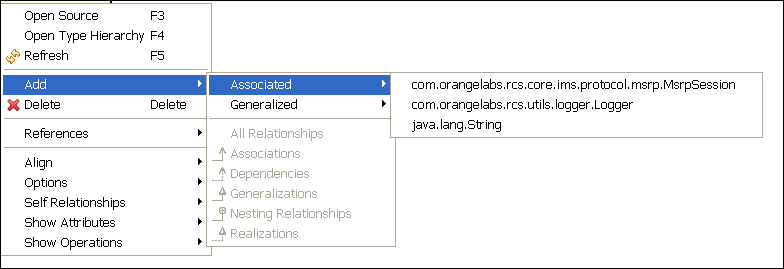 Open Source F3
Open Type Hierarchy F4
Refresh F5
Add
Delete Delete
References
Align
Options
Self Relationships
Show Attributes
Show Operations
Associated
Generalized
All Relationships
Associations
Dependencies
Generalizations
Nesting Relationships
Realizations
com.orangelabs.rcs.core.ims.protocol.msrp.MsrpSession
com.orangelabs.rcs.utils.logger.Logger
java.lang.String